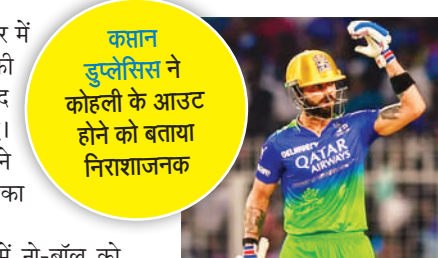 र में
की
द
।
ने
का
में नो-बॉल को
कप्तान
डुप्लेसिस ने
कोहली के आउट
होने को बताया
निराशाजनक
QATAR
AIRWAYS